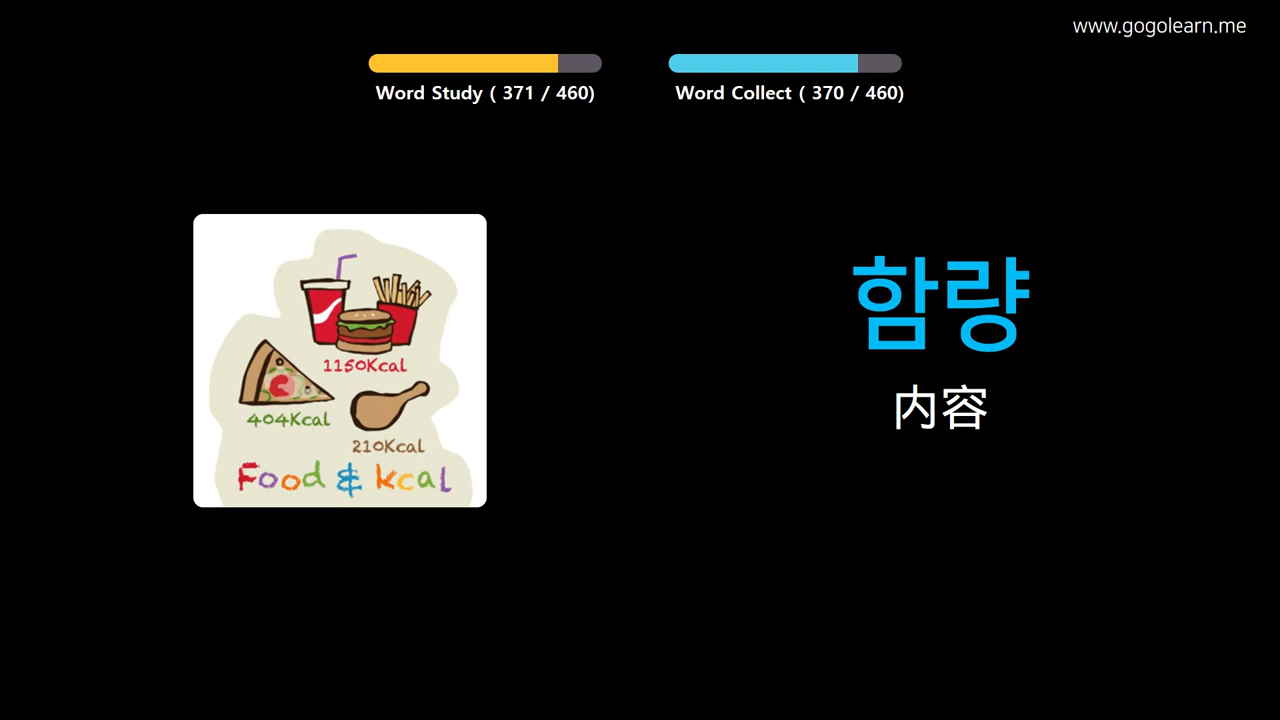 www.gogolearn.me
Word Study ( 371 / 460)
Word Collect ( 370 / 460)
1150Kcal
404Kcal
210Kcal
Food & kcal
함량
内容